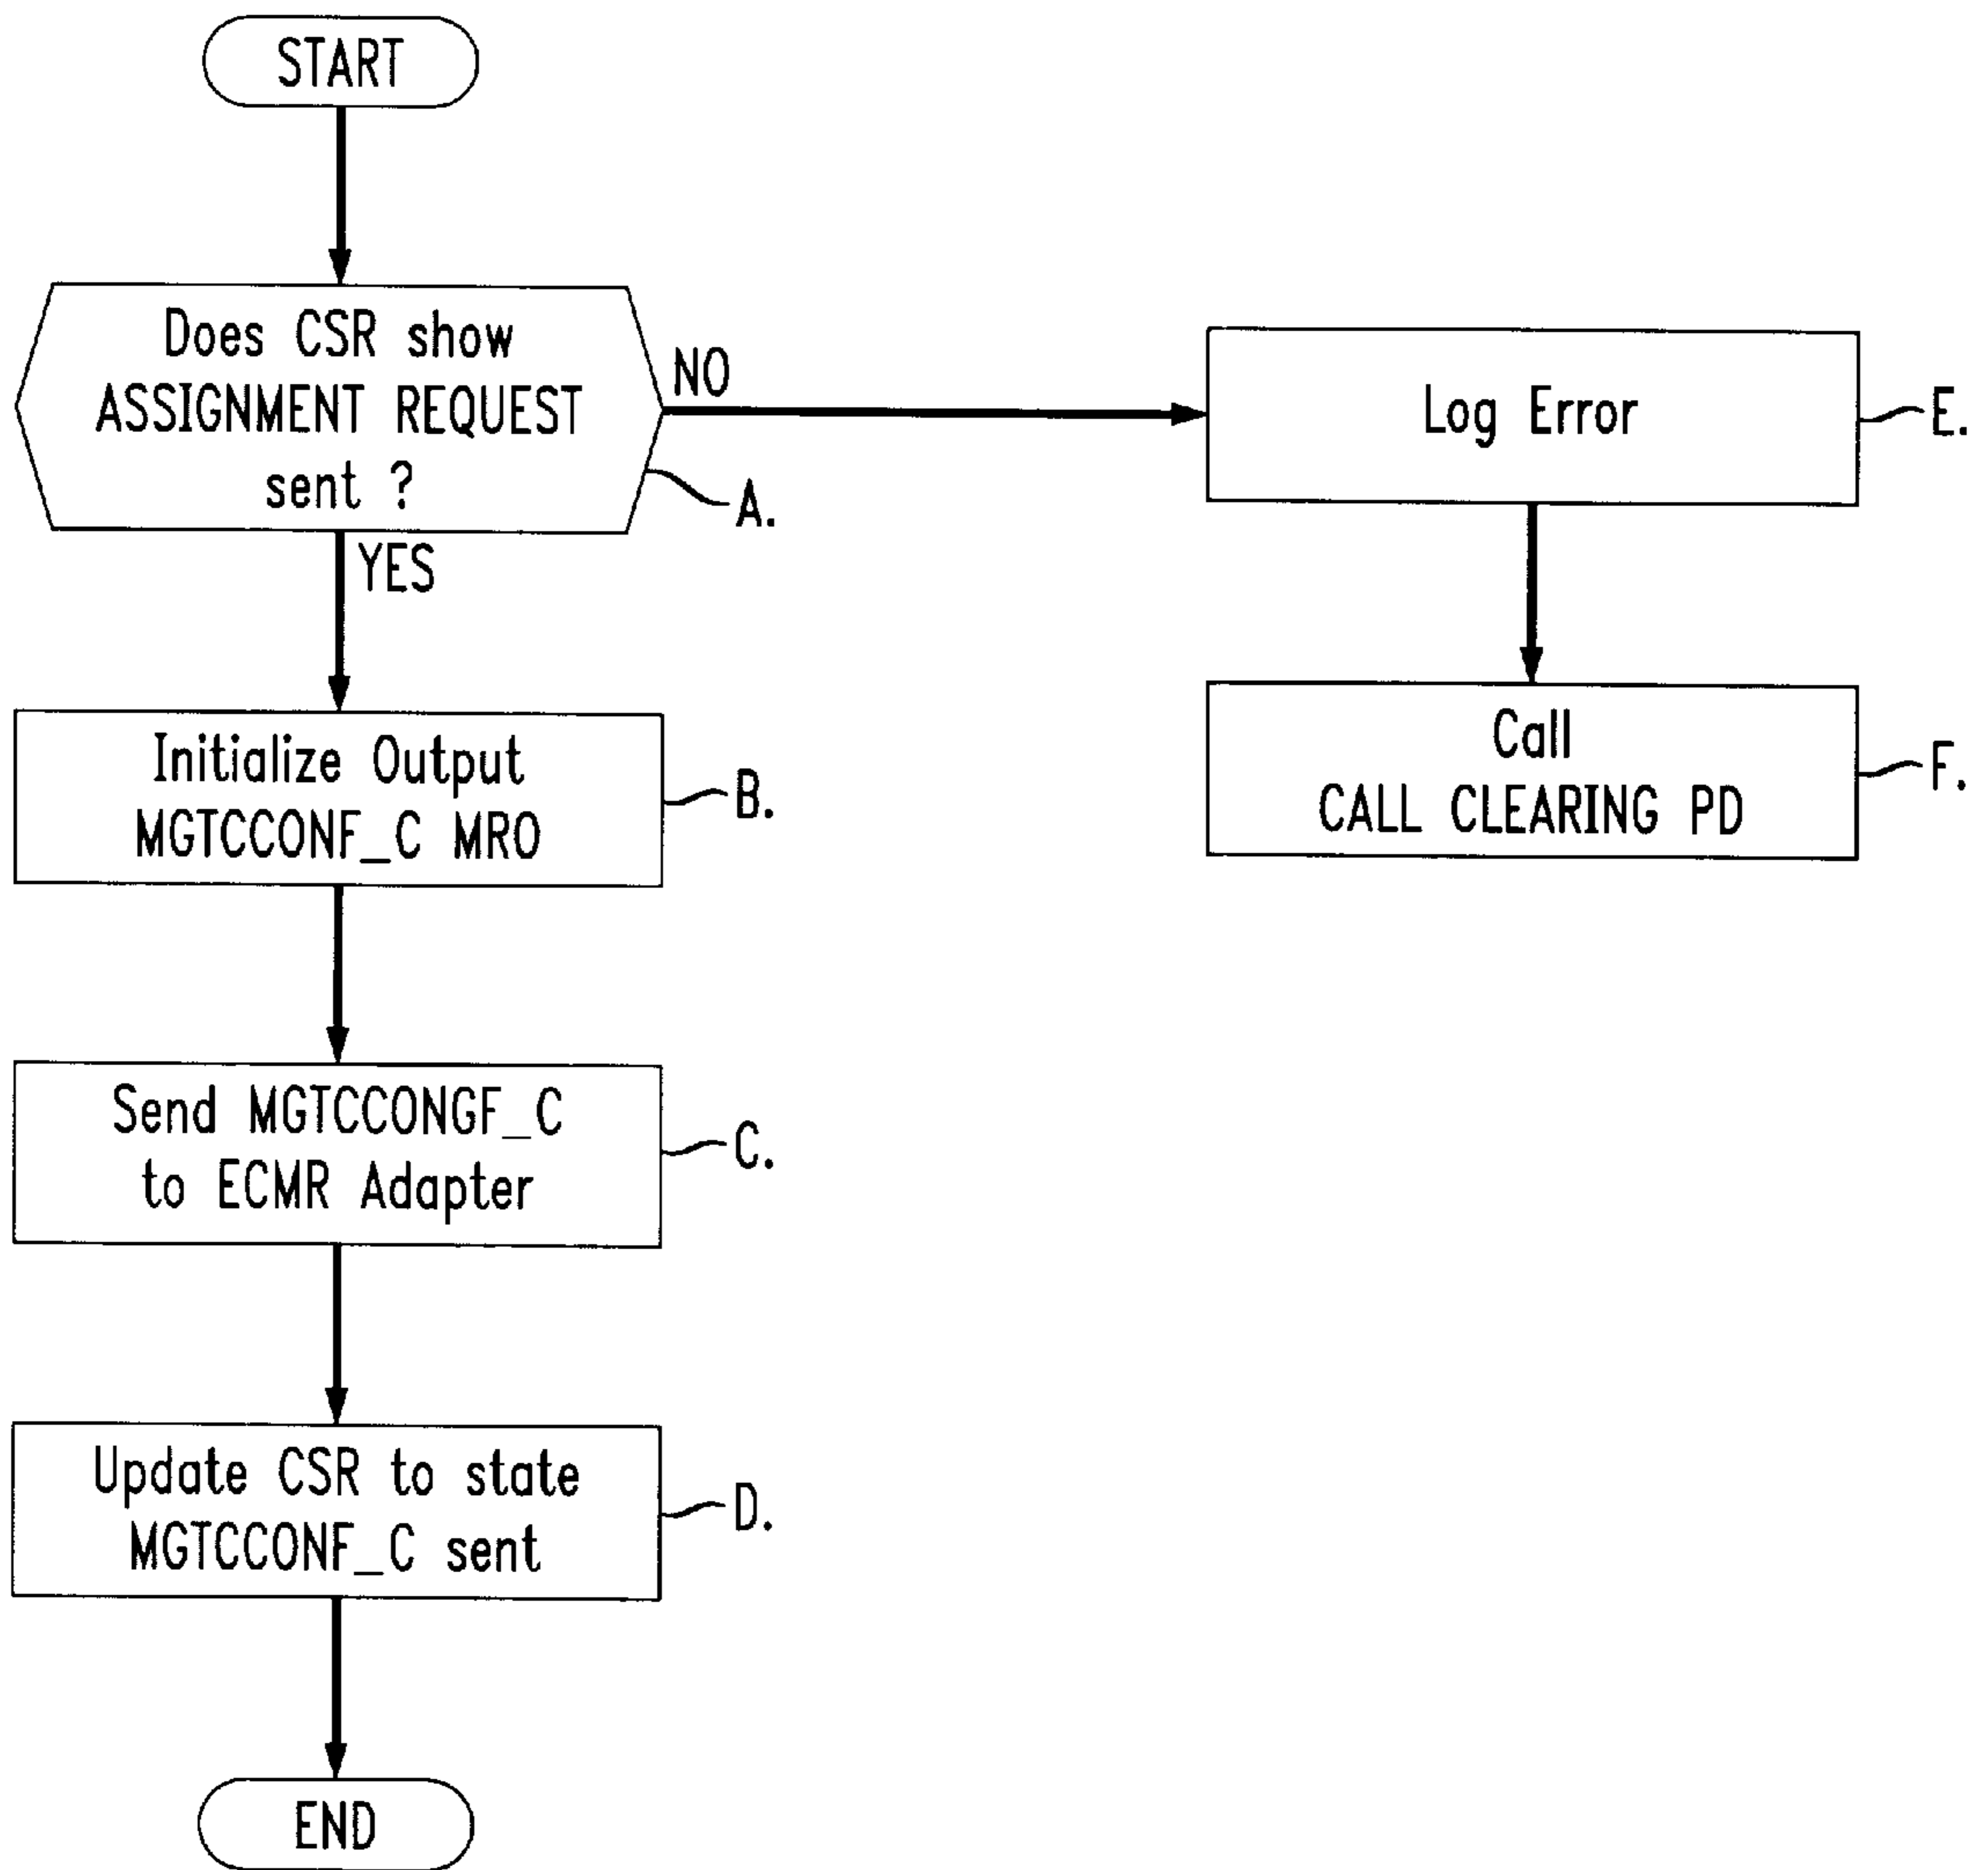 START
Does CSR show
ASSIGNMENT REQUEST
sent ?
A.
NO
YES
Log Error
E.
Call
CALL CLEARING PD
F.
Initialize Output
MGTCCONF_C MRO
B.
Send MGTCCONGF_C
to ECMR Adapter
C.
Update CSR to state
MGTCCONF_C sent
D.
END